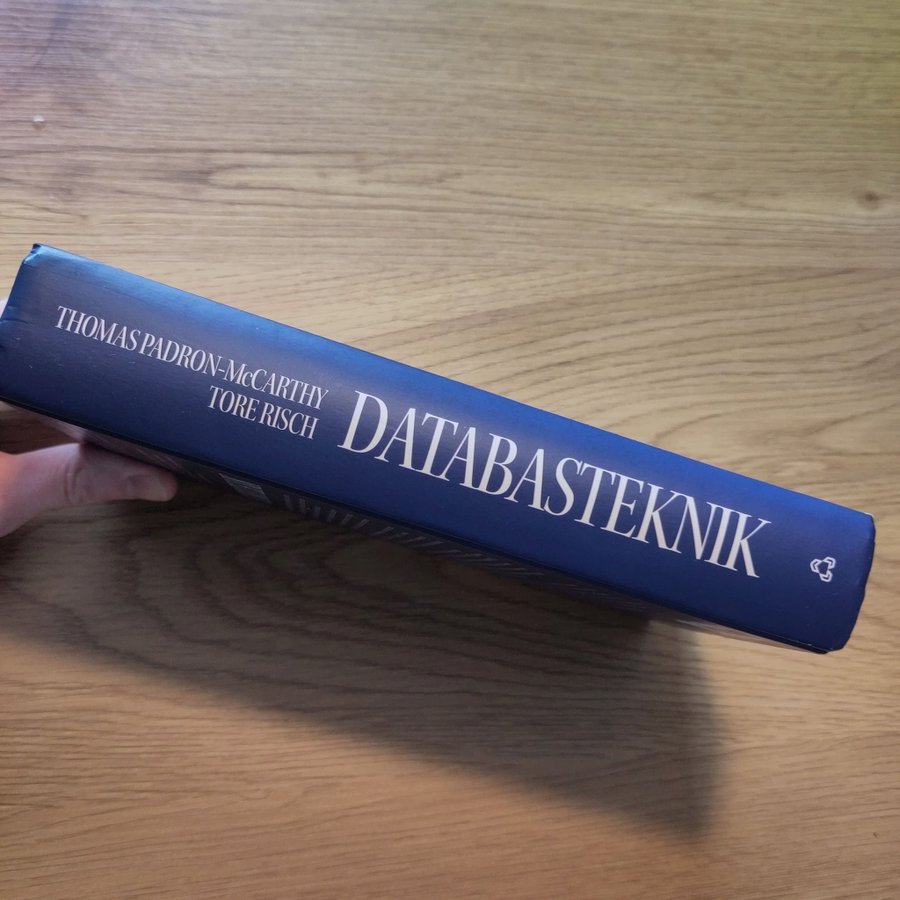 THOMAS PADRON-McCARTHY
TORE RISCH
DATABASTEKNIK